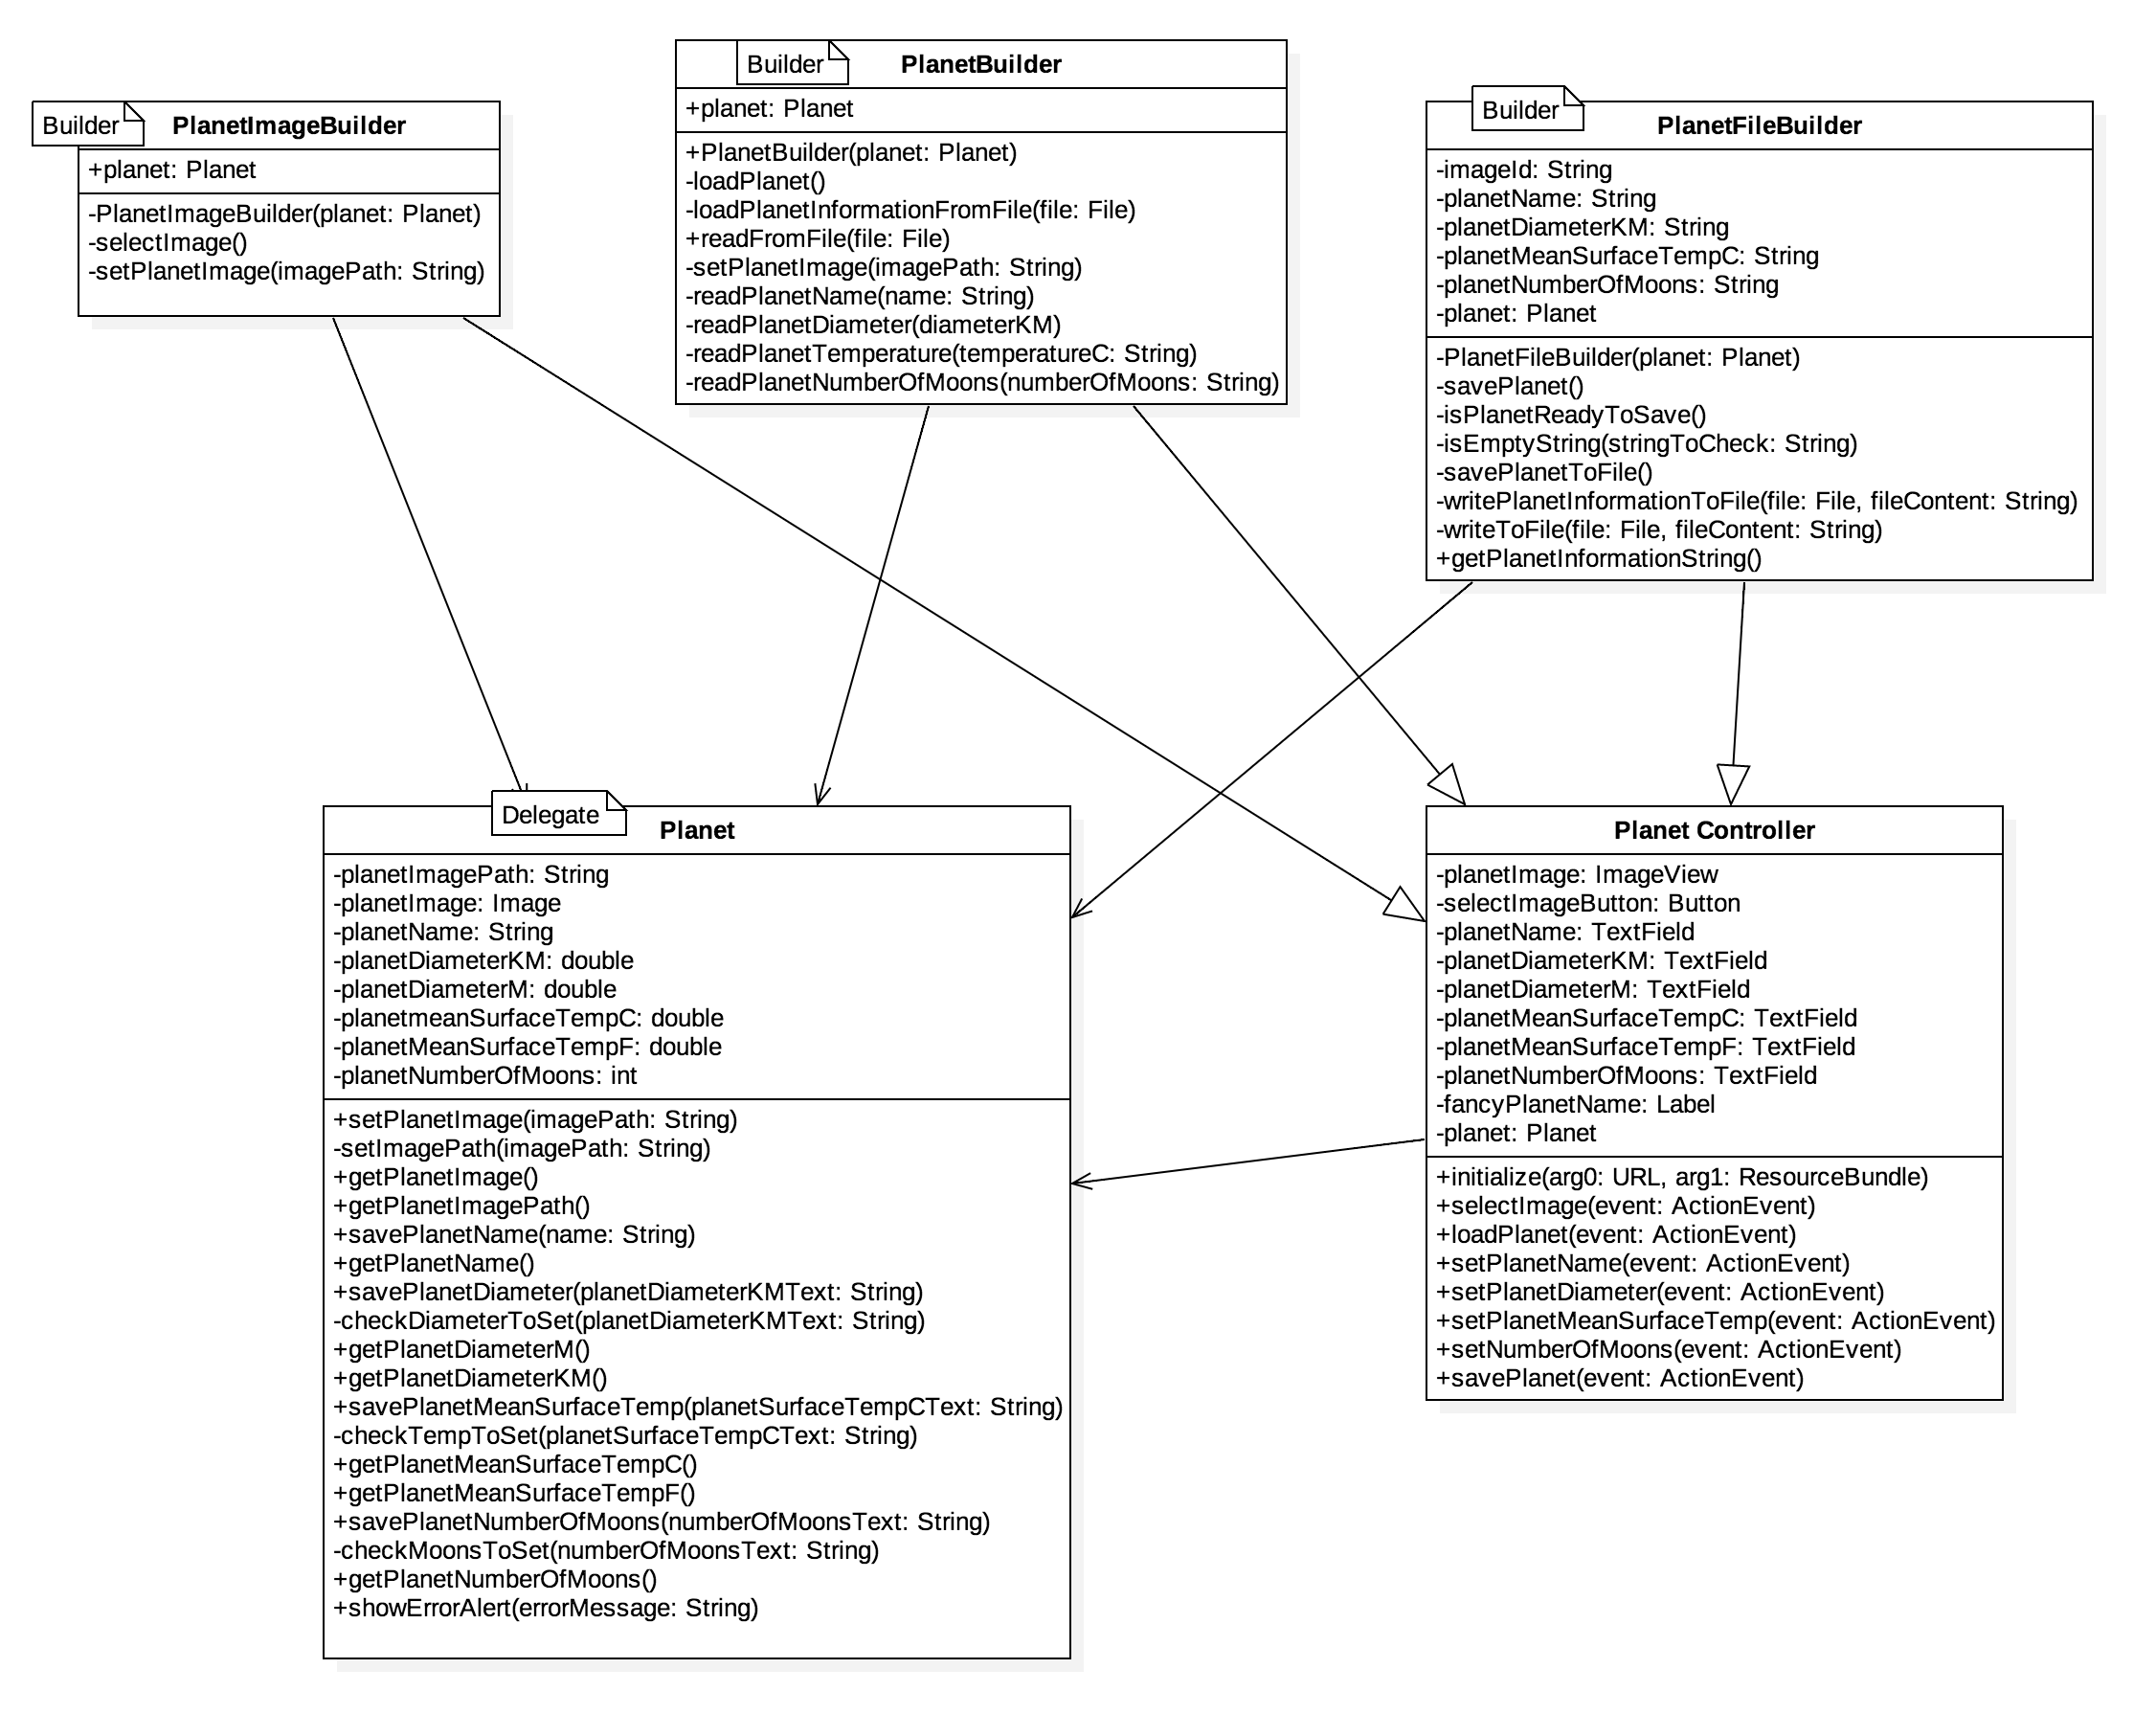 Builder
PlanetImageBuilder
+planet: Planet
-PlanetImageBuilder(planet: Planet)
-selectImage()
-setPlanetImage(imagePath: String)
Builder
PlanetBuilder
+planet: Planet
+PlanetBuilder(planet: Planet)
-loadPlanet()
-loadPlanetInformationFromFile(file: File)
+readFromFile(file: File)
-setPlanetImage(imagePath: String)
-readPlanetName(name: String)
-readPlanetDiameter(diameterKM)
-readPlanetTemperature(temperatureC: String)
-readPlanetNumberOfMoons(numberOfMoons: String)
Builder
PlanetFileBuilder
-imageId: String
-planetName: String
-planetDiameterKM: String
-planetMeanSurfaceTempC: String
-planetNumberOfMoons: String
-planet: Planet
-PlanetFileBuilder(planet: Planet)
-savePlanet()
-isPlanetReadyToSave()
-isEmptyString(stringToCheck: String)
-savePlanetToFile()
-writePlanetInformationToFile(file: File, fileContent: String)
-writeToFile(file: File, fileContent: String)
+getPlanetInformationString()
Delegate
Planet
-planetImagePath: String
-planetImage: Image
-planetName: String
-planetDiameterKM: double
-planetDiameterM: double
-planetmeanSurfaceTempC: double
-planetMeanSurfaceTempF: double
-planetNumberOfMoons: int
+setPlanetImage(imagePath: String)
-setImagePath(imagePath: String)
+getPlanetImage()
+getPlanetImagePath()
+savePlanetName(name: String)
+getPlanetName()
+savePlanetDiameter(planetDiameterKMText: String)
-checkDiameterToSet(planetDiameterKMText: String)
+getPlanetDiameterM()
+getPlanetDiameterKM()
+savePlanetMeanSurfaceTemp(planetSurfaceTempCText: String)
-checkTempToSet(planetSurfaceTempCText: String)
+getPlanetMeanSurfaceTempC()
+getPlanetMeanSurfaceTempF()
+savePlanetNumberOfMoons(numberOfMoonsText: String)
-checkMoonsToSet(numberOfMoonsText: String)
+getPlanetNumberOfMoons()
+showErrorAlert(errorMessage: String)
Planet Controller
-planetImage: ImageView
-selectImageButton: Button
-planetName: TextField
-planetDiameterKM: TextField
-planetDiameterM: TextField
-planetMeanSurfaceTempC: TextField
-planetMeanSurfaceTempF: TextField
-planetNumberOfMoons: TextField
-fancyPlanetName: Label
-planet: Planet
+initialize(arg0: URL, arg1: ResourceBundle)
+selectImage(event: ActionEvent)
+loadPlanet(event: ActionEvent)
+setPlanetName(event: ActionEvent)
+setPlanetDiameter(event: ActionEvent)
+setPlanetMeanSurfaceTemp(event: ActionEvent)
+setNumberOfMoons(event: ActionEvent)
+savePlanet(event: ActionEvent)